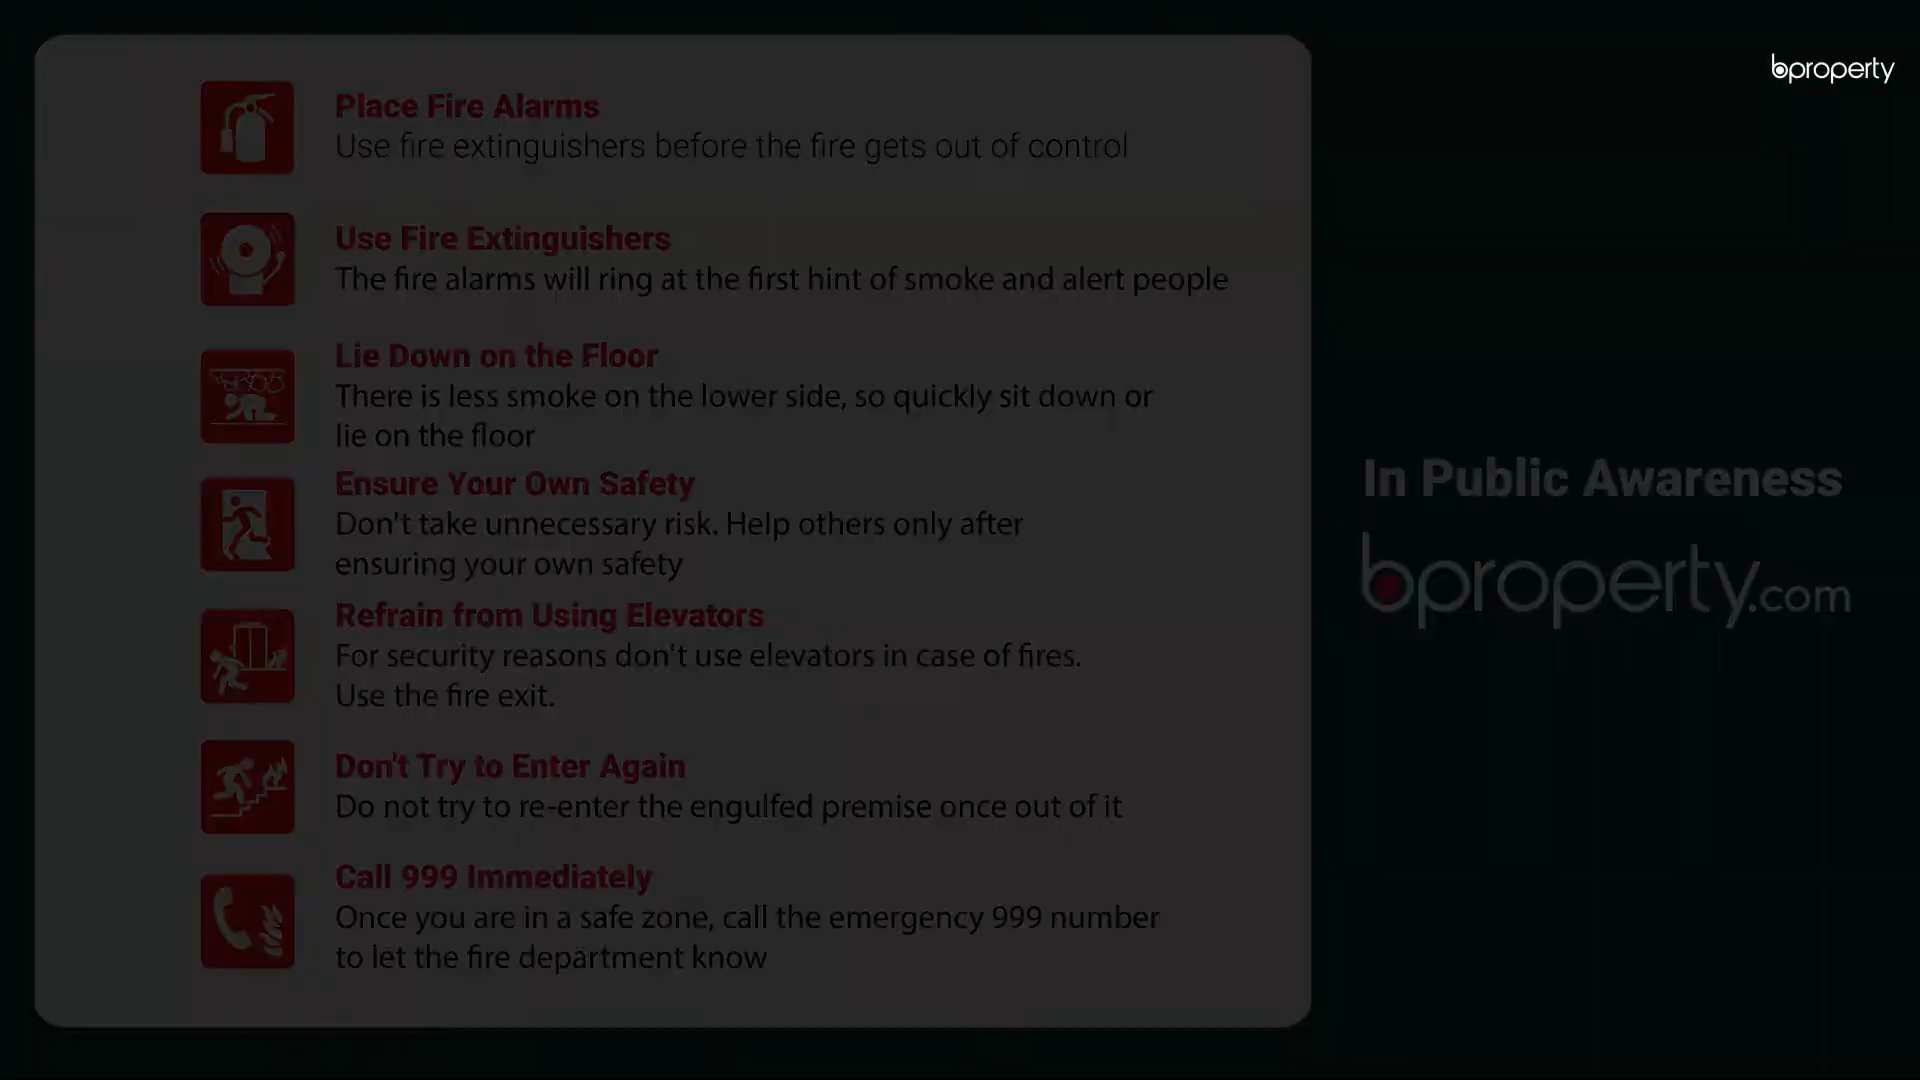 bproperty
Place Fire Alarms
Use fire extinguishers before the fire gets out of control
Use Fire Extinguishers
The fire alarms will ring at the first hint of smoke and alert people
Lie Down on the Floor
There is less smoke on the lower side, so quickly sit down or
lie on the floor
Ensure Your Own Safety
Don't take unnecessary risk. Help others only after
ensuring your own safety
Refrain from Using Elevators
For security reasons don't use elevators in case of fires.
Use the fire exit.
Don't Try to Enter Again
Do not try to re-enter the engulfed premise once out of it
Call 999 Immediately
Once you are in a safe zone, call the emergency 999 number
to let the fire department know
In Public Awareness
bproperty.com